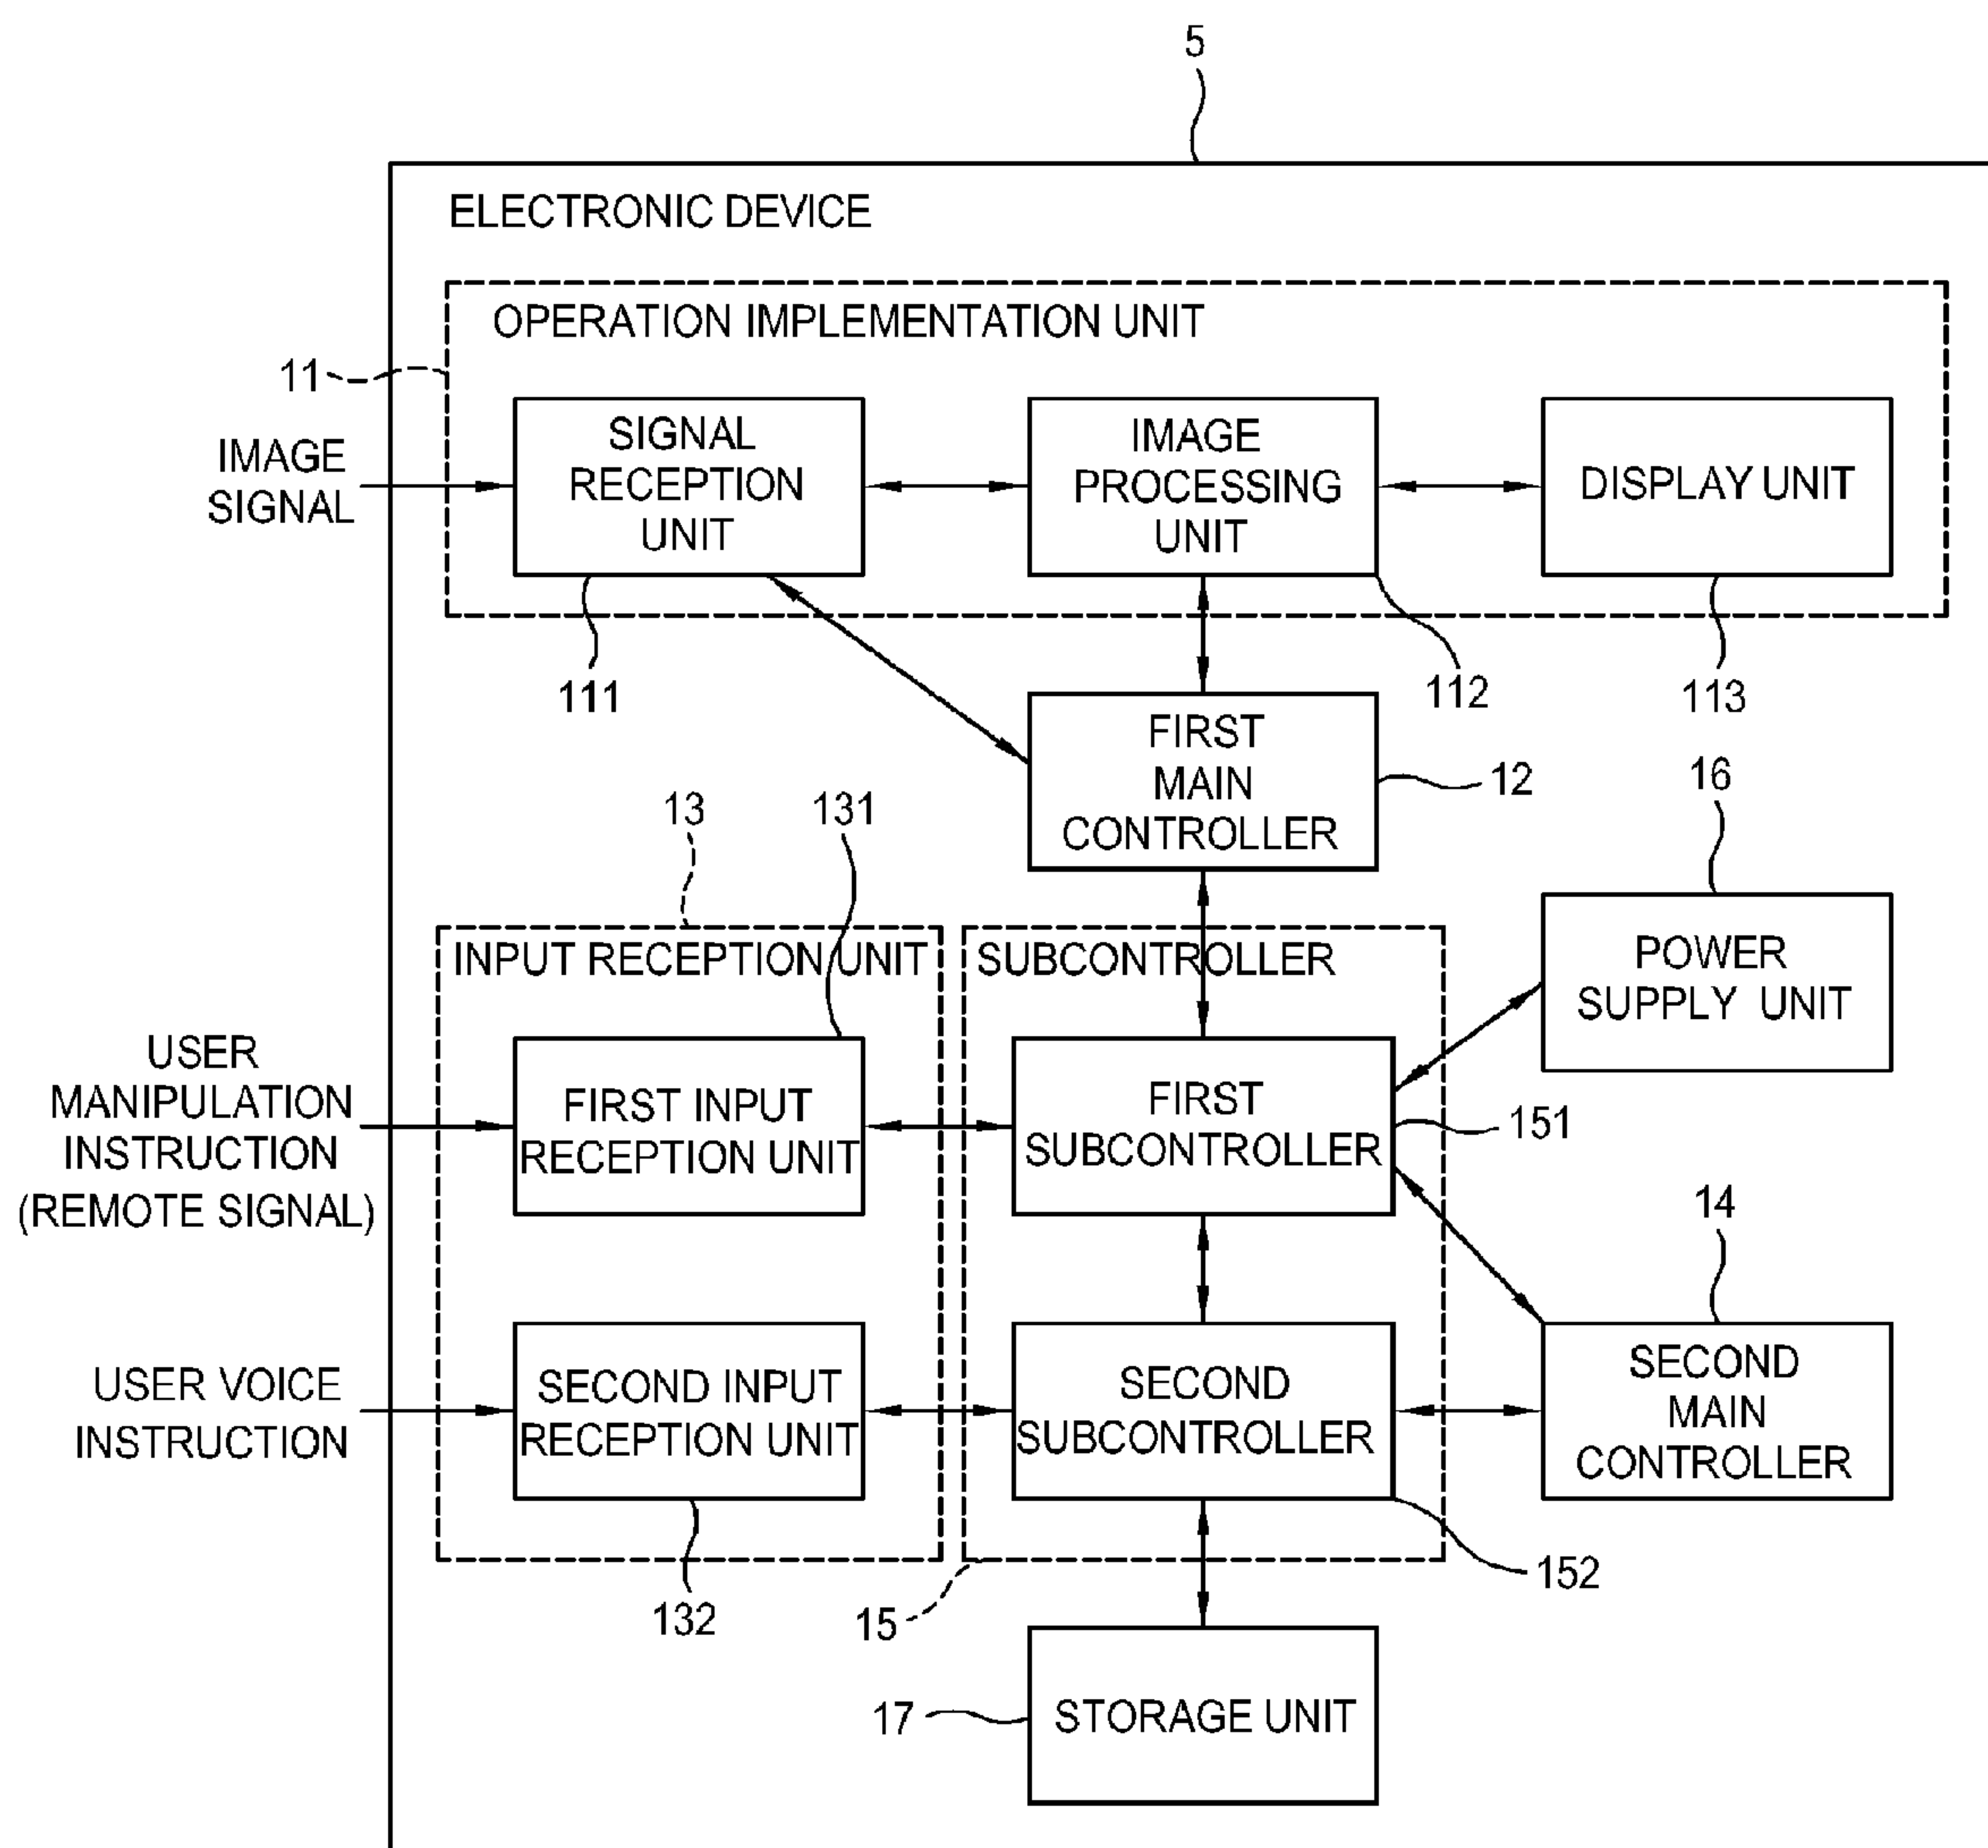 5
ELECTRONIC DEVICE
OPERATION IMPLEMENTATION UNIT
11
IMAGE
SIGNAL
SIGNAL
RECEPTION
UNIT
IMAGE
PROCESSING
UNIT
DISPLAY UNIT
111
112
113
FIRST
MAIN
CONTROLLER
12
16
13
131
INPUT RECEPTION UNIT
SUBCONTROLLER
POWER
SUPPLY UNIT
USER
MANIPULATION
INSTRUCTION
(REMOTE SIGNAL)
FIRST INPUT
RECEPTION UNIT
FIRST
SUBCONTROLLER
151
14
USER VOICE
INSTRUCTION
SECOND INPUT
RECEPTION UNIT
SECOND
SUBCONTROLLER
SECOND
MAIN
CONTROLLER
132
15
152
17
STORAGE UNIT